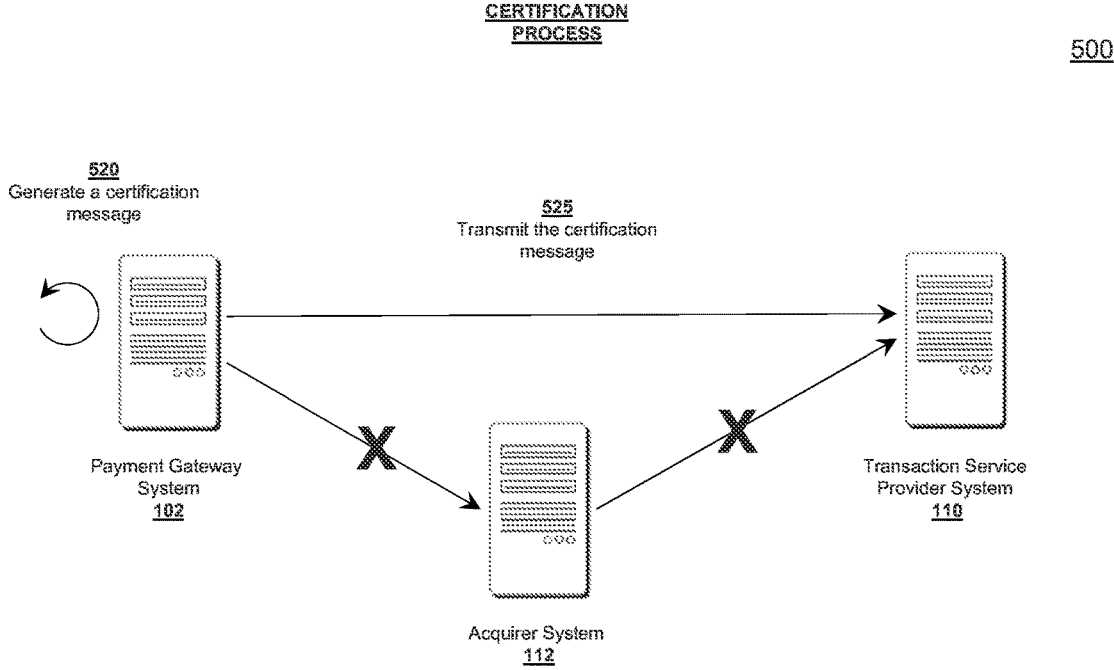 CERTIFICATION
PROCESS
500
520
Generate a certification
message
525
Transmit the certification
message
X
X
Payment Gateway
System
102
Transaction Service
Provider System
110
Acquirer System
112